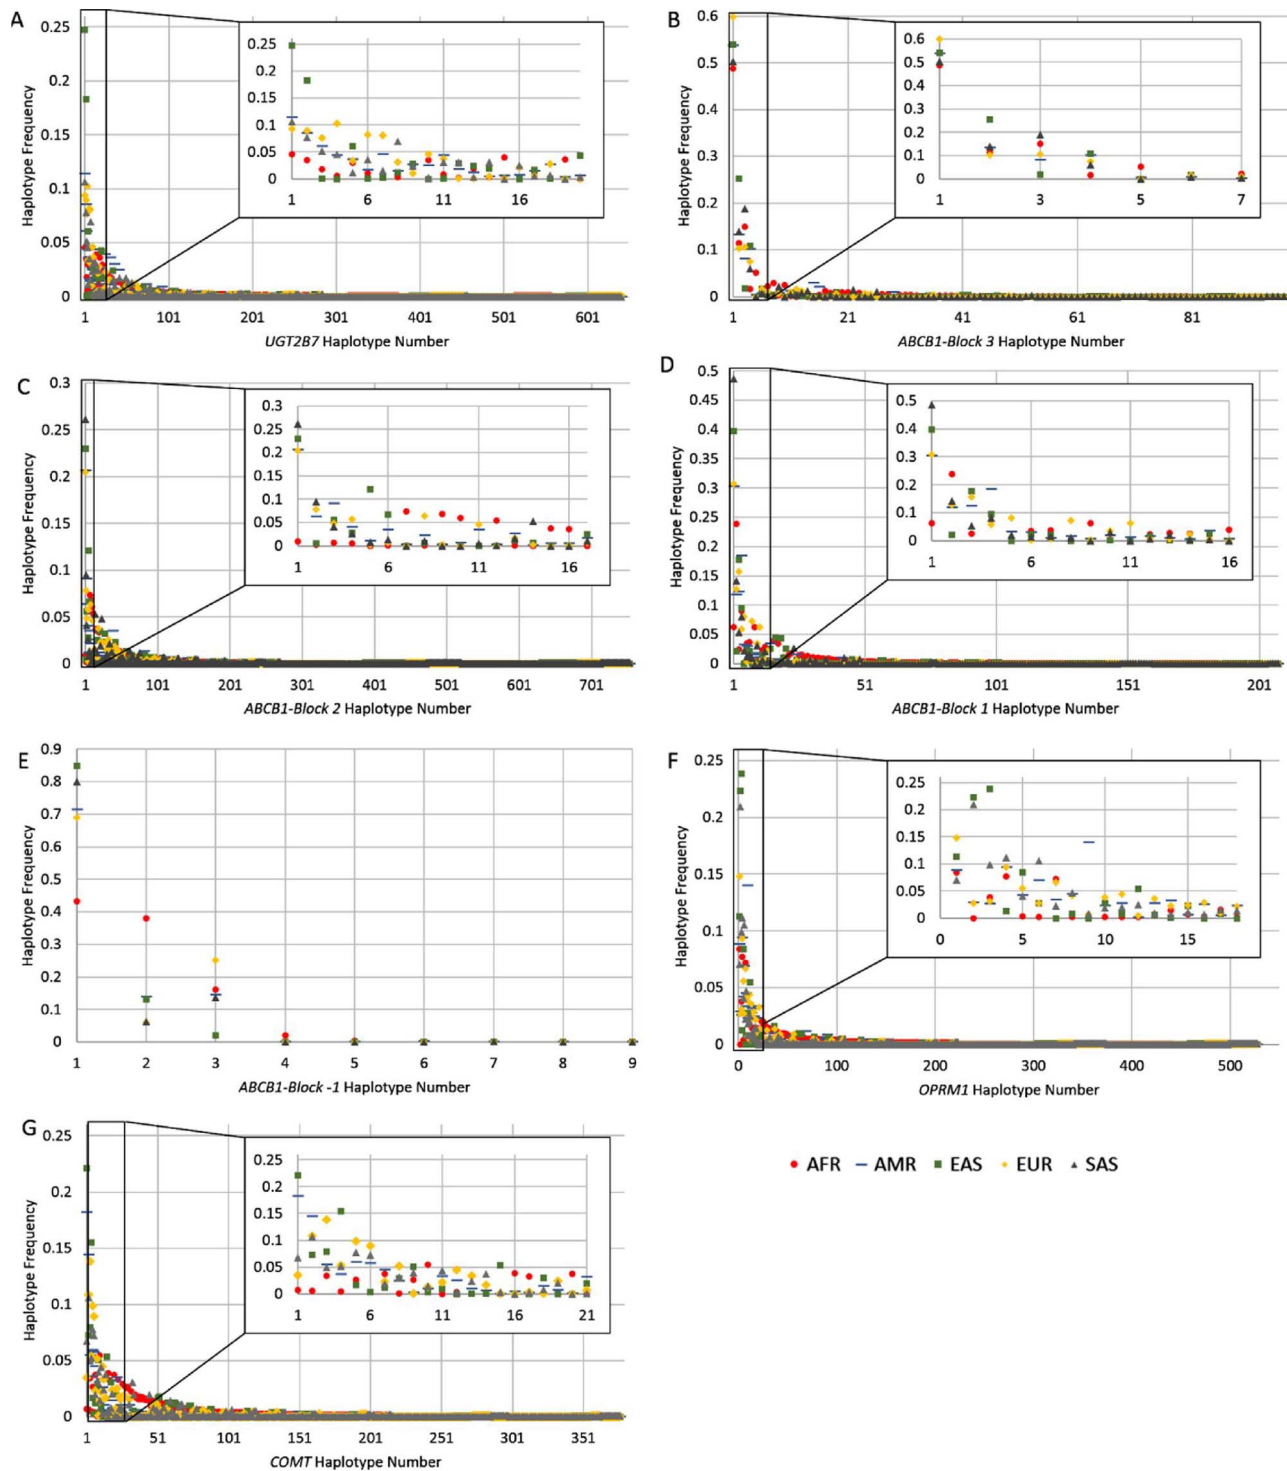 A
Haplotype Frequency
0.25
0.2
0.15
0.1
0.05
0
1 101 201 301 401 501 601
UGT2B7 Haplotype Number
0.25
0.2
0.15
0.1
0.05
0
1 6 11 16
B
Haplotype Frequency
0.6
0.5
0.4
0.3
0.2
0.1
0
1 21 41 61 81
ABCB1-Block 3 Haplotype Number
0.6
0.5
0.4
0.3
0.2
0.1
0
1 3 5 7
C
Haplotype Frequency
0.3
0.25
0.2
0.15
0.1
0.05
0
1 101 201 301 401 501 601 701
ABCB1-Block 2 Haplotype Number
0.3
0.25
0.2
0.15
0.1
0.05
0
1 6 11 16
D
Haplotype Frequency
0.5
0.45
0.4
0.35
0.3
0.25
0.2
0.15
0.1
0.05
0
1 51 101 151 201
ABCB1-Block 1 Haplotype Number
0.5
0.4
0.3
0.2
0.1
0
1 6 11 16
E
Haplotype Frequency
0.9
0.8
0.7
0.6
0.5
0.4
0.3
0.2
0.1
0
1 2 3 4 5 6 7 8 9
ABCB1-Block -1 Haplotype Number
F
Haplotype Frequency
0.25
0.2
0.15
0.1
0.05
0
0 100 200 300 400 500
OPRM1 Haplotype Number
0.25
0.2
0.15
0.1
0.05
0
0 5 10 15
G
Haplotype Frequency
0.25
0.2
0.15
0.1
0.05
0
1 51 101 151 201 251 301 351
COMT Haplotype Number
0.25
0.2
0.15
0.1
0.05
0
1 6 11 16 21
AFR AMR EAS EUR SAS